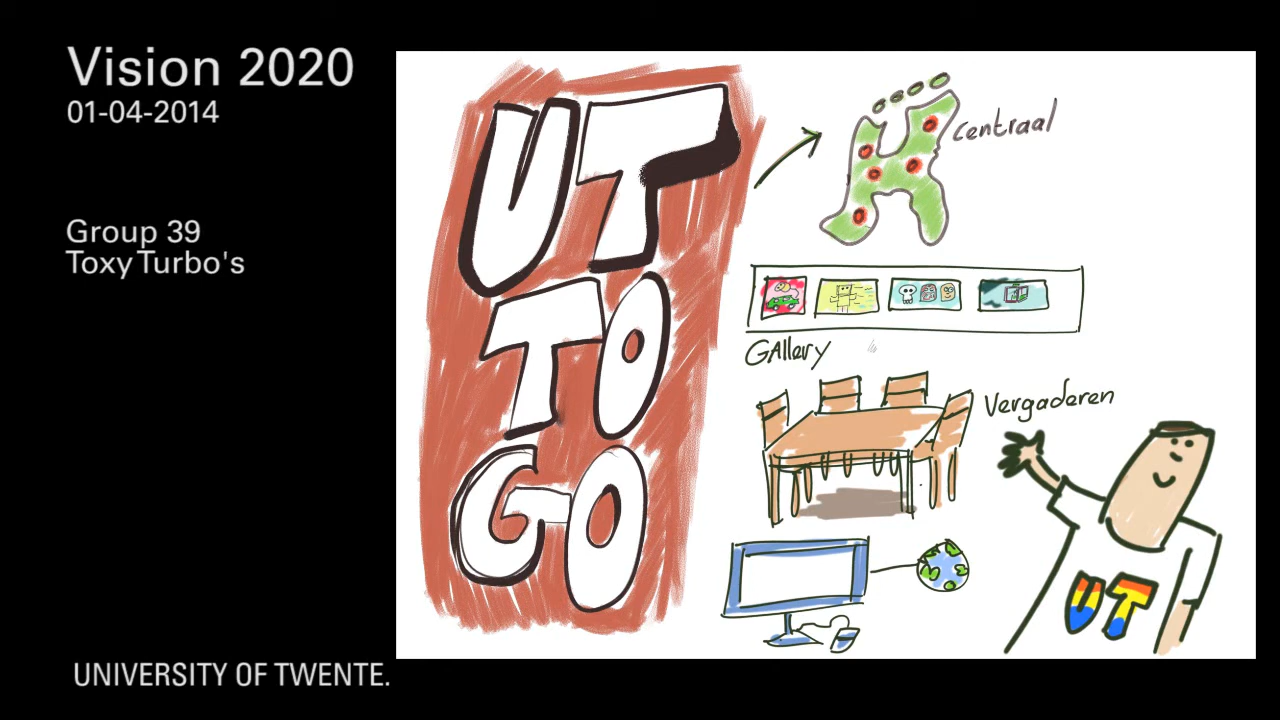 Vision 2020
01-04-2014
Group 39
Toxy Turbo's
UNIVERSITY OF TWENTE.
UT
TO
GO
centraal
GAllery
Vergaderen
UT